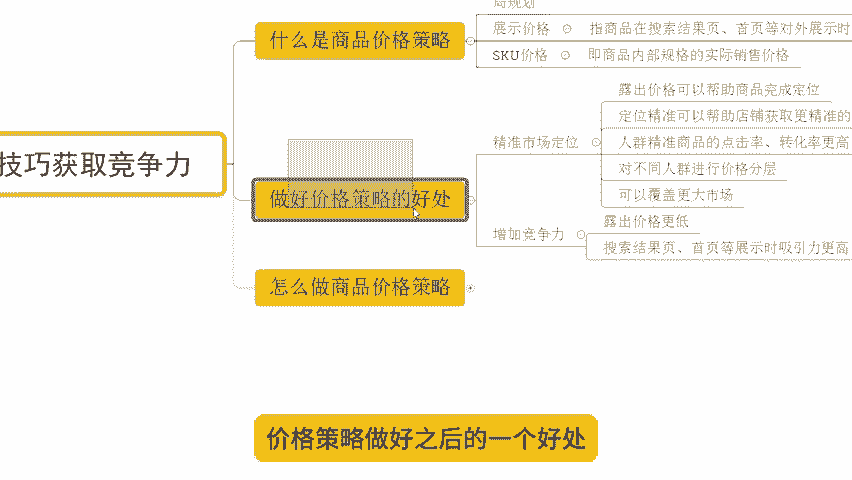 局规划
什么是商品价格策略
展示价格
指商品在搜索结果页、首页等对外展示时
SKU价格
即商品内部规格的实际销售价格
技巧获取竞争力
做好价格策略的好处
精准市场定位
露出价格可以帮助商品完成定位
定位精准可以帮助店铺获取更精准的
人群精准商品的点击率、转化率更高
对不同人群进行价格分层
可以覆盖更大市场
增加竞争力
露出价格更低
搜索结果页、首页等展示时吸引力更高
怎么做商品价格策略
价格策略做好之后的一个好处